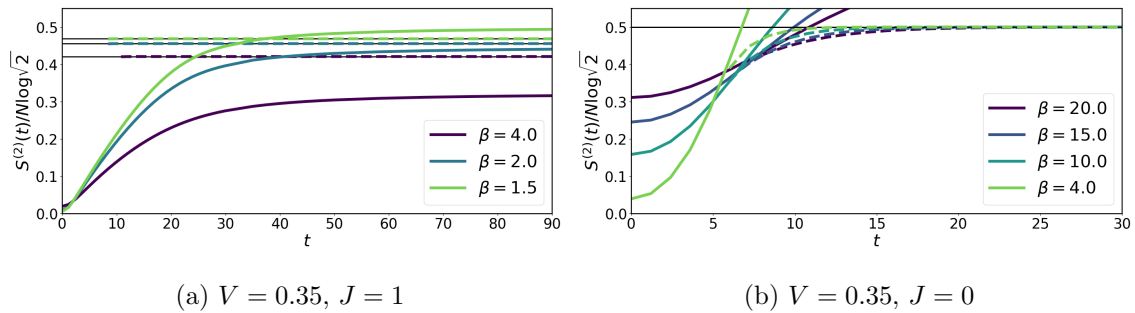 S^{(2)}(t)/Nlog√2
0.5
0.4
0.3
0.2
0.1
0.0
0 10 20 30 40 50 60 70 80 90
t
β = 4.0
β = 2.0
β = 1.5
(a) V = 0.35, J = 1
S^{(2)}(t)/Nlog√2
0.5
0.4
0.3
0.2
0.1
0.0
0 5 10 15 20 25 30
t
β = 20.0
β = 15.0
β = 10.0
β = 4.0
(b) V = 0.35, J = 0